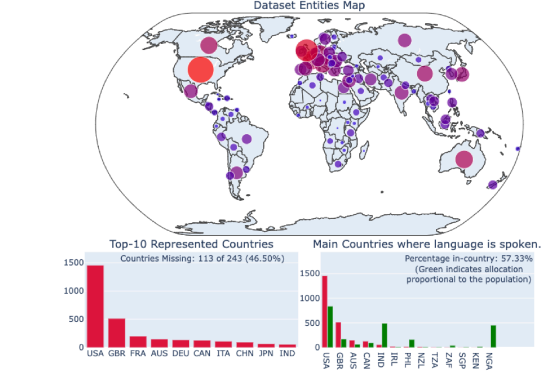 Dataset Entities Map
Top-10 Represented Countries
Countries Missing: 113 of 243 (46.50%)
1500
1000
500
0
USA GBR FRA AUS DEU CAN ITA CHN JPN IND
Main Countries where language is spoken.
Percentage in-country: 57.33%
(Green indicates allocation
proportional to the population)
1500
1000
500
0
USA GBR AUS CAN IND IRL PHL NZL TZA ZAF SGP KEN NGA